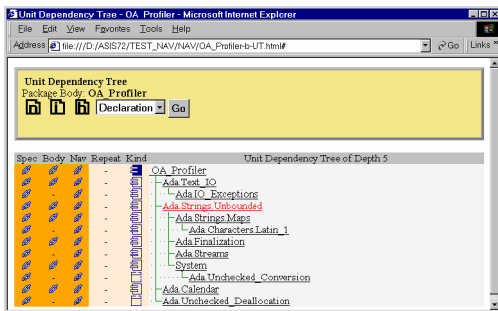 Unit Dependency Tree - OA Profiler - Microsoft Internet Explorer
File Edit View Favorites Tools Help
Address file:///D:/ASIS72/TEST_NAV/NAV/OA_Profiler-b-UT.html# Go Links »
Unit Dependency Tree
Package Body: OA_Profiler
Declaration Go
Spec Body Nav Repeat Kind Unit Dependency Tree of Depth 5
- OA_Profiler
- Ada.Text_IO
- Ada.IO_Exceptions
- Ada.Strings.Unbounded
- Ada.Strings.Maps
- Ada.Characters.Latin_1
- Ada.Finalization
- Ada.Streams
- System
- Ada.Unchecked_Conversion
- Ada.Calendar
- Ada.Unchecked_Deallocation